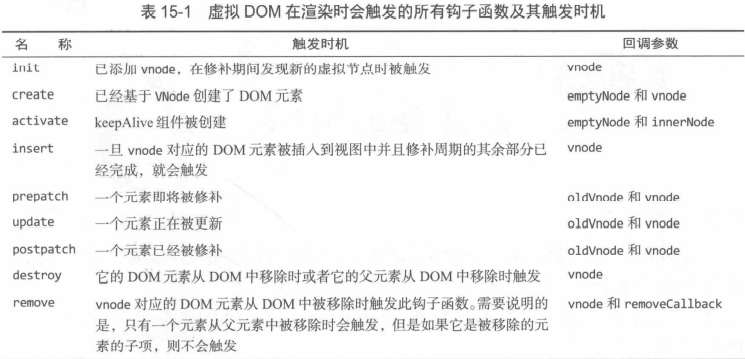 表 15-1 虚拟 DOM 在渲染时会触发的所有钩子函数及其触发时机
名 称 触发时机 回调参数
init 已添加 vnode，在修补期间发现新的虚拟节点时被触发 vnode
create 已经基于 VNode 创建了 DOM 元素 emptyNode 和 vnode
activate keepAlive 组件被创建 emptyNode 和 innerNode
insert 一旦 vnode 对应的 DOM 元素被插入到视图中并且修补周期的其余部分已 vnode
经完成，就会触发
prepatch 一个元素即将被修补 oldVnode 和 vnode
update 一个元素正在被更新 oldVnode 和 vnode
postpatch 一个元素已经被修补 oldVnode 和 vnode
destroy 它的 DOM 元素从 DOM 中移除时或者它的父元素从 DOM 中移除时触发 vnode
remove vnode 对应的 DOM 元素从 DOM 中被移除时触发此钩子函数。需要说明的 vnode 和 removeCallback
是，只有一个元素从父元素中被移除时会触发，但是如果它是被移除的元
素的子项，则不会触发